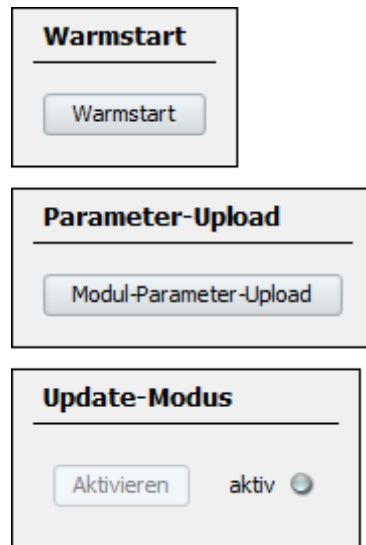 Warmstart
Warmstart
Parameter-Upload
Modul-Parameter-Upload
Update-Modus
Aktivieren aktiv